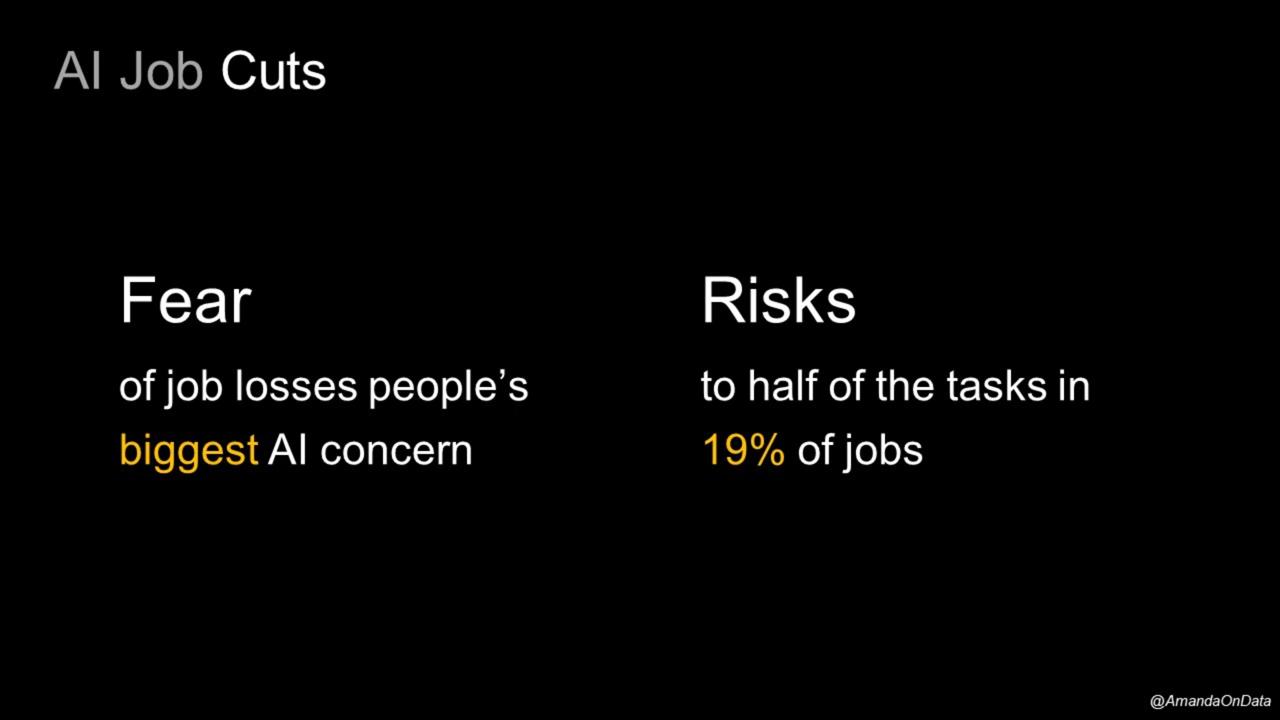 AI Job Cuts
Fear
of job losses people’s
biggest AI concern
Risks
to half of the tasks in
19% of jobs
@AmandaOnData